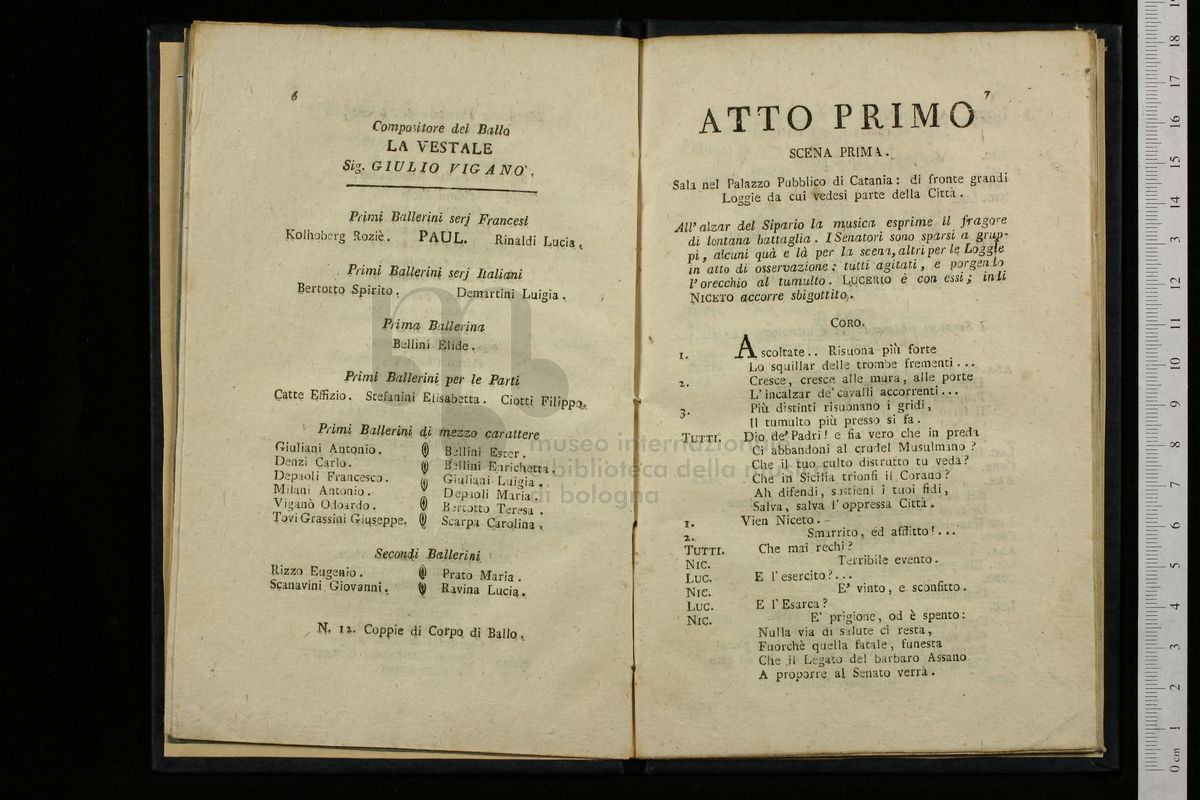 6
Compositore del Ballo
LA VESTALE
Sig. GIULIO VIGANO'.
Primi Ballerini serj Francesi
Kolhoberg Roziè. PAUL. Rinaldi Lucia.
Primi Ballerini serj Italiani
Bertotto Spirito. Demartini Luigia.
Prima Ballerina
Bellini Elide.
Primi Ballerini per le Parti
Catte Effizio. Stefanini Elisabetta. Ciotti Filippo.
Primi Ballerini di mezzo carattere
Giuliani Antonio. Bellini Ester.
Denzi Carlo. Bellini Enrichetta.
Depaoli Francesco. Giuliani Luigia.
Milani Antonio. Depaoli Maria.
Viganò Odoardo. Bertotto Teresa.
Tovi Grassini Giuseppe. Scarpa Carolina.
Secondi Ballerini
Rizzo Eugenio. Prato Maria.
Scanavini Giovanni. Ravina Lucia.
N. 12. Coppie di Corpo di Ballo.
7
ATTO PRIMO
SCENA PRIMA.
Sala nel Palazzo Pubblico di Catania: di fronte grandi
Loggie da cui vedesi parte della Città.
All'alzar del Sipario la musica esprime il fragore
di lontana battaglia. I Senatori sono sparsi a grup-
pi, alcuni quà e là per la scena, altri per le Loggie
in atto di osservazione: tutti agitati, e porgendo
l'orecchio al tumulto. LUCERIO è con essi; indi
NICETO accorre sbigottito.
CORO.
1. Ascoltate.. Risuona più forte
Lo squillar delle trombe frementi...
2. Cresce, cresce alle mura, alle porte
L'incalzar de' cavalli accorrenti...
3. Più distinti risuonano i gridi,
Il tumulto più presso si fa.
TUTTI. Dio de' Padri! e fia vero che in preda
Ci abbandoni al crudel Musulmano?
Che il tuo culto distrutto tu veda?
Che in Sicilia trionfi il Corano?
Ah difendi, sostieni i tuoi fidi,
Salva, salva l'oppressa Città.
1. Vien Niceto.
2. Smarrito, ed afflitto!...
TUTTI. Che mai rechi?
NIC. Terribile evento.
LUC. E l'esercito?...
NIC. E' vinto, e sconfitto.
LUC. E l'Esarca?
NIC. E' prigione, od è spento:
Nulla via di salute ci resta,
Fuorchè quella fatale, funesta
Che il Legato del barbaro Assano
A proporre al Senato verrà.
museo internazionale
e biblioteca della musica
di bologna